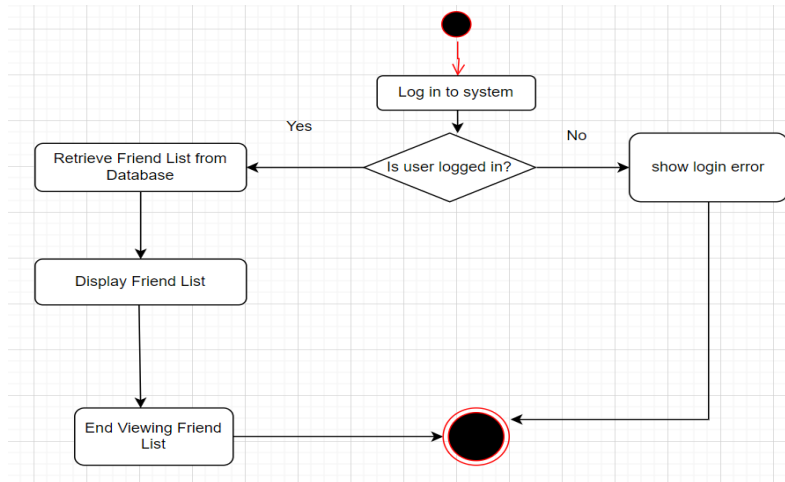 Log in to system
Yes
No
Is user logged in?
Retrieve Friend List from
Database
show login error
Display Friend List
End Viewing Friend
List